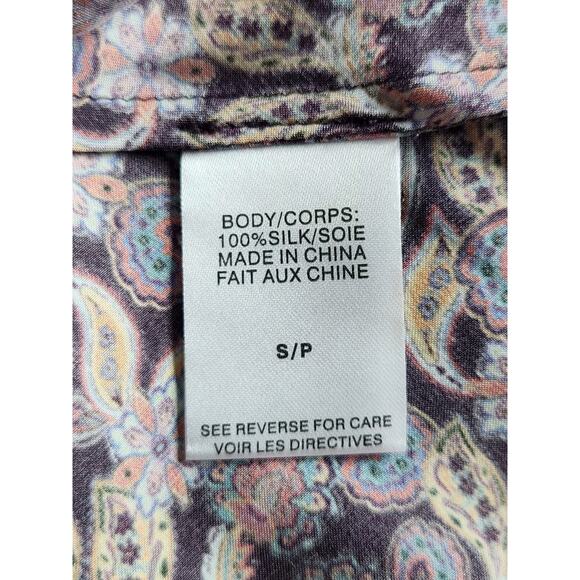 BODY/CORPS:
100%SILK/SOIE
MADE IN CHINA
FAIT AUX CHINE
S/P
SEE REVERSE FOR CARE
VOIR LES DIRECTIVES